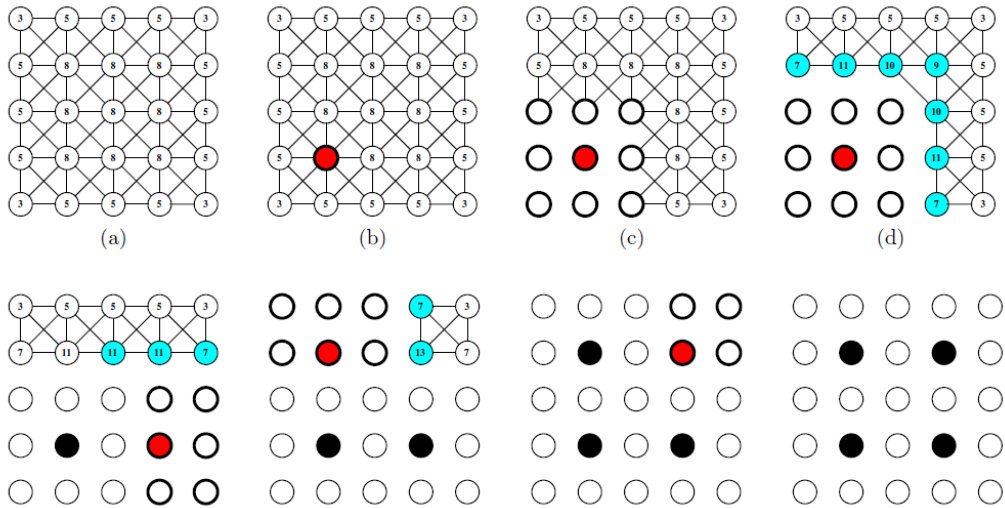 3 5 5 5 3 3 5 5 5 3 3 5 5 5 3 3 5 5 5 3
5 8 8 8 5 5 8 8 8 5 5 8 8 8 5 7 11 10 9 5
5 8 8 8 5 5 8 8 8 5 8 5 10 5
5 8 8 8 5 5 8 8 5 8 5 11 5
3 5 5 5 3 3 5 5 5 3 5 3 7 3
(a) (b) (c) (d)
3 5 5 5 3 7 3
7 11 11 11 7 13 7